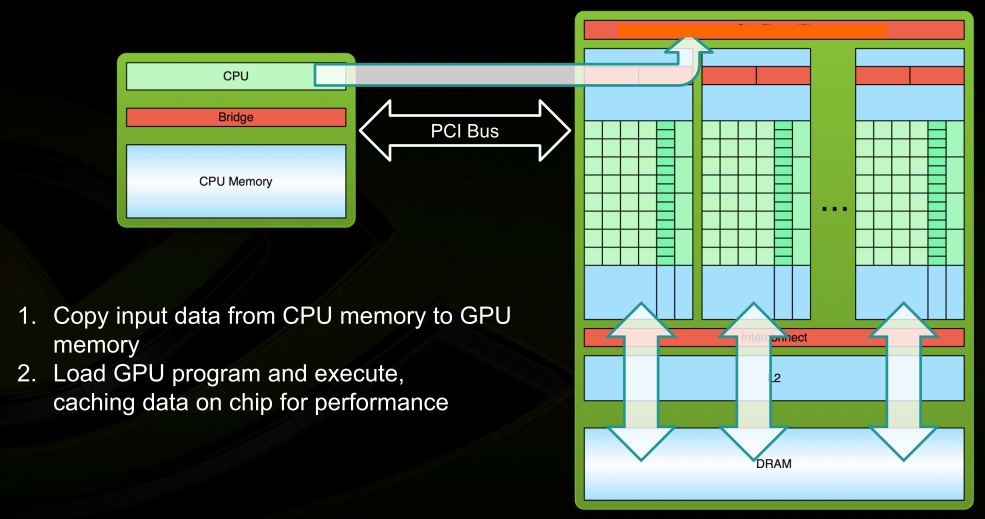 CPU
Bridge
CPU Memory
PCI Bus
...
1. Copy input data from CPU memory to GPU
memory
2. Load GPU program and execute,
caching data on chip for performance
Interconnect
L2
DRAM